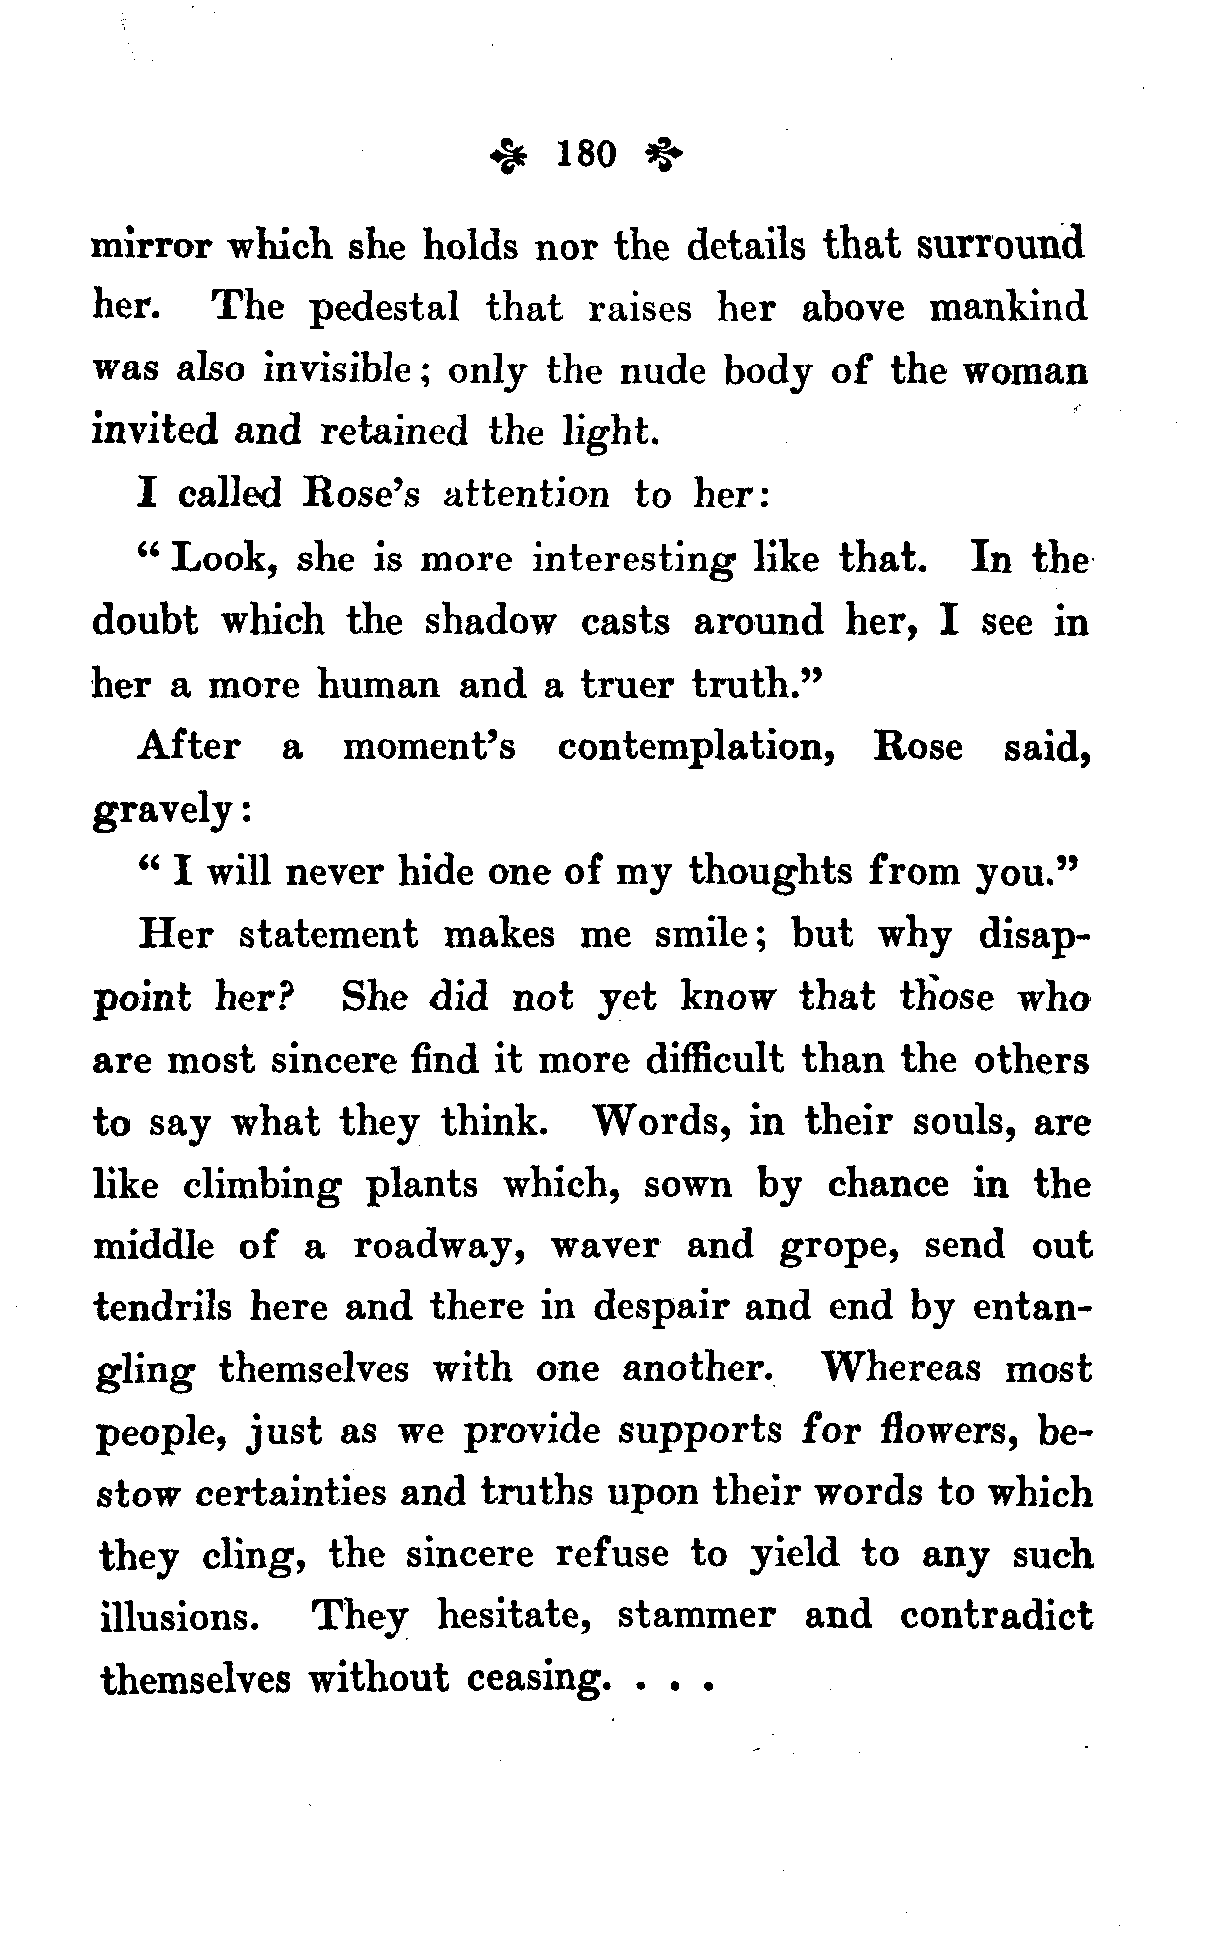 180
mirror which she holds nor the details that surround
her. The pedestal that raises her above mankind
was also invisible; only the nude body of the woman
invited and retained the light.
I called Rose's attention to her:
"Look, she is more interesting like that. In the
doubt which the shadow casts around her, I see in
her a more human and a truer truth."
After a moment's contemplation, Rose said,
gravely:
"I will never hide one of my thoughts from you."
Her statement makes me smile; but why disap-
point her? She did not yet know that those who
are most sincere find it more difficult than the others
to say what they think. Words, in their souls, are
like climbing plants which, sown by chance in the
middle of a roadway, waver and grope, send out
tendrils here and there in despair and end by entan-
gling themselves with one another. Whereas most
people, just as we provide supports for flowers, be-
stow certainties and truths upon their words to which
they cling, the sincere refuse to yield to any such
illusions. They hesitate, stammer and contradict
themselves without ceasing. . . .